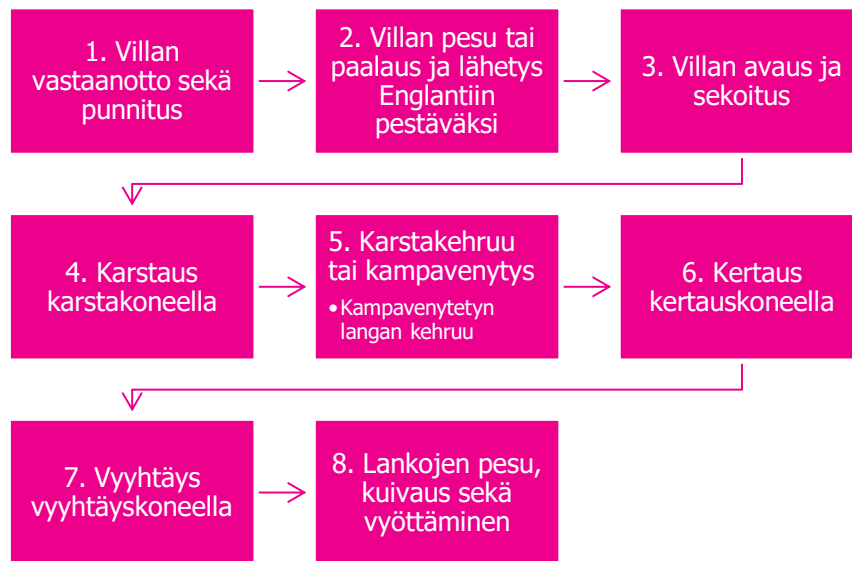 1. Villan
vastaanotto sekä
punnitus
2. Villan pesu tai
paalaus ja lähetys
Englantiin
pestäväksi
3. Villan avaus ja
sekoitus
4. Karstaus
karstakoneella
5. Karstakehruu
tai kampavenytys
•Kampavenytetyn
langan kehruu
6. Kertaus
kertauskoneella
7. Vyyhtäys
vyyhtäyskoneella
8. Lankojen pesu,
kuivaus sekä
vyöttäminen